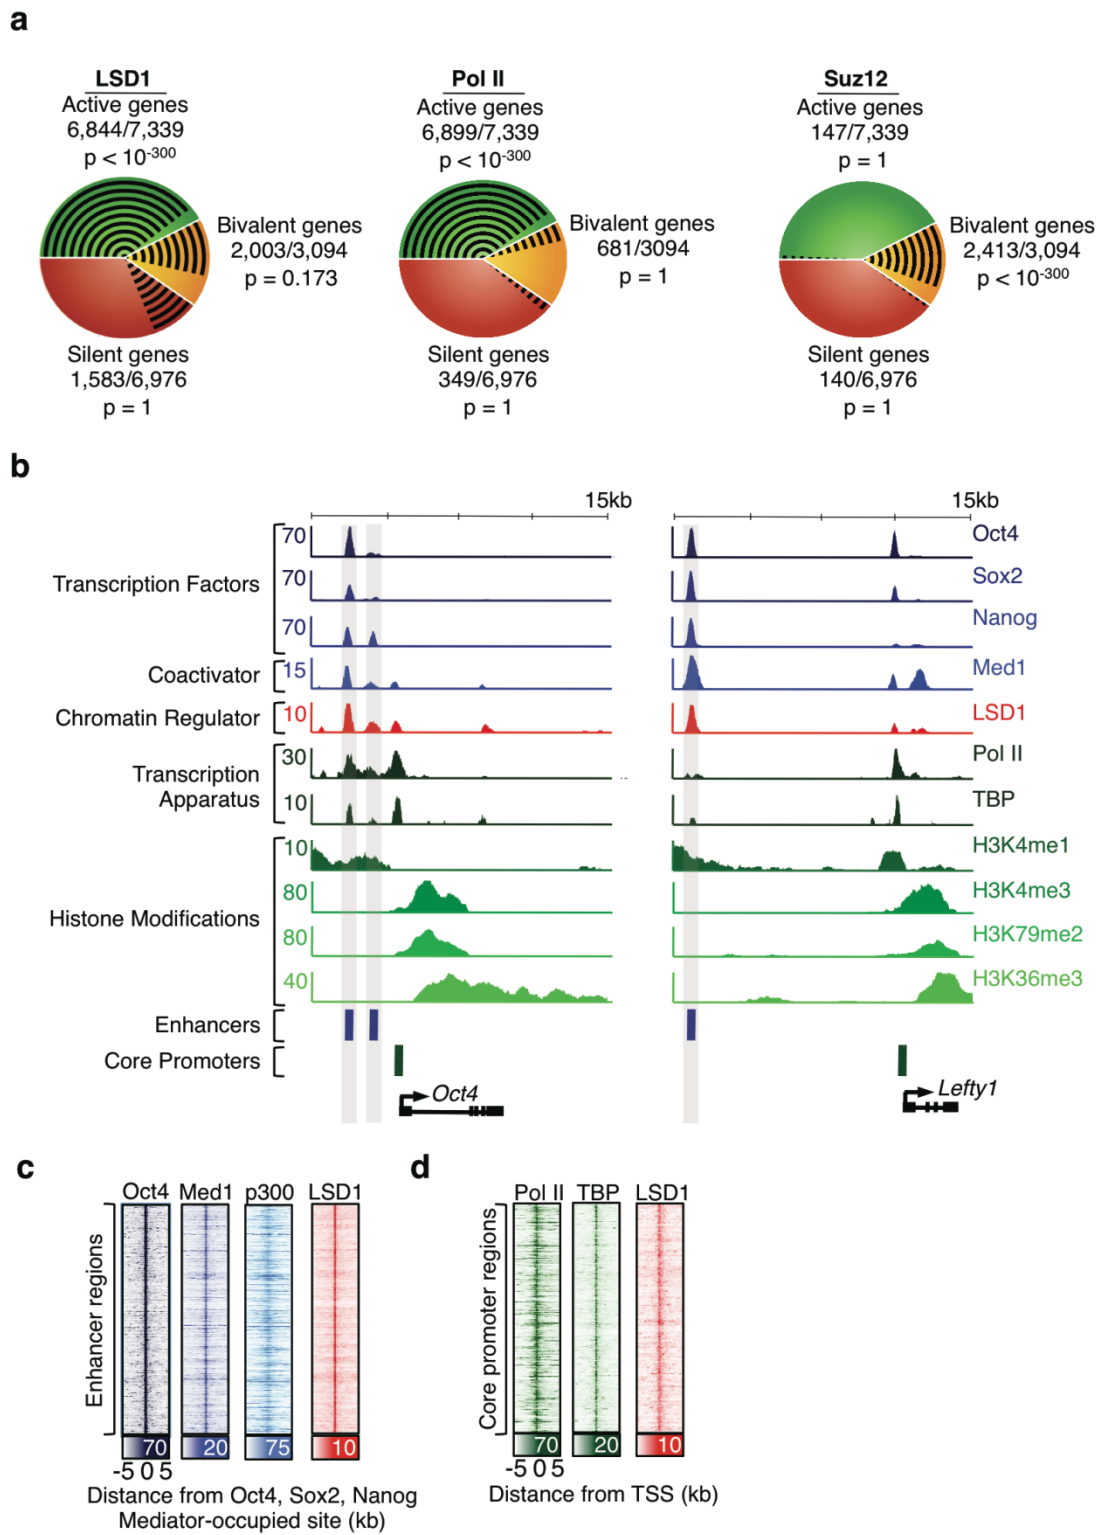 a
LSD1
Active genes
6,844/7,339
p < 10-300
Bivalent genes
2,003/3,094
p = 0.173
Silent genes
1,583/6,976
p = 1
Pol II
Active genes
6,899/7,339
p < 10-300
Bivalent genes
681/3094
p = 1
Silent genes
349/6,976
p = 1
Suz12
Active genes
147/7,339
p = 1
Bivalent genes
2,413/3,094
p < 10-300
Silent genes
140/6,976
p = 1
b
15kb
15kb
Transcription Factors
70
Oct4
70
Sox2
70
Nanog
Coactivator
15
Med1
Chromatin Regulator
10
LSD1
Transcription
Apparatus
30
Pol II
10
TBP
Histone Modifications
10
H3K4me1
80
H3K4me3
80
H3K79me2
40
H3K36me3
Enhancers
Core Promoters
Oct4
Lefty1
c
Oct4 Med1 p300 LSD1
Enhancer regions
70 20 75 10
-5 0 5
Distance from Oct4, Sox2, Nanog
Mediator-occupied site (kb)
d
Pol II TBP LSD1
Core promoter regions
70 20 10
-5 0 5
Distance from TSS (kb)